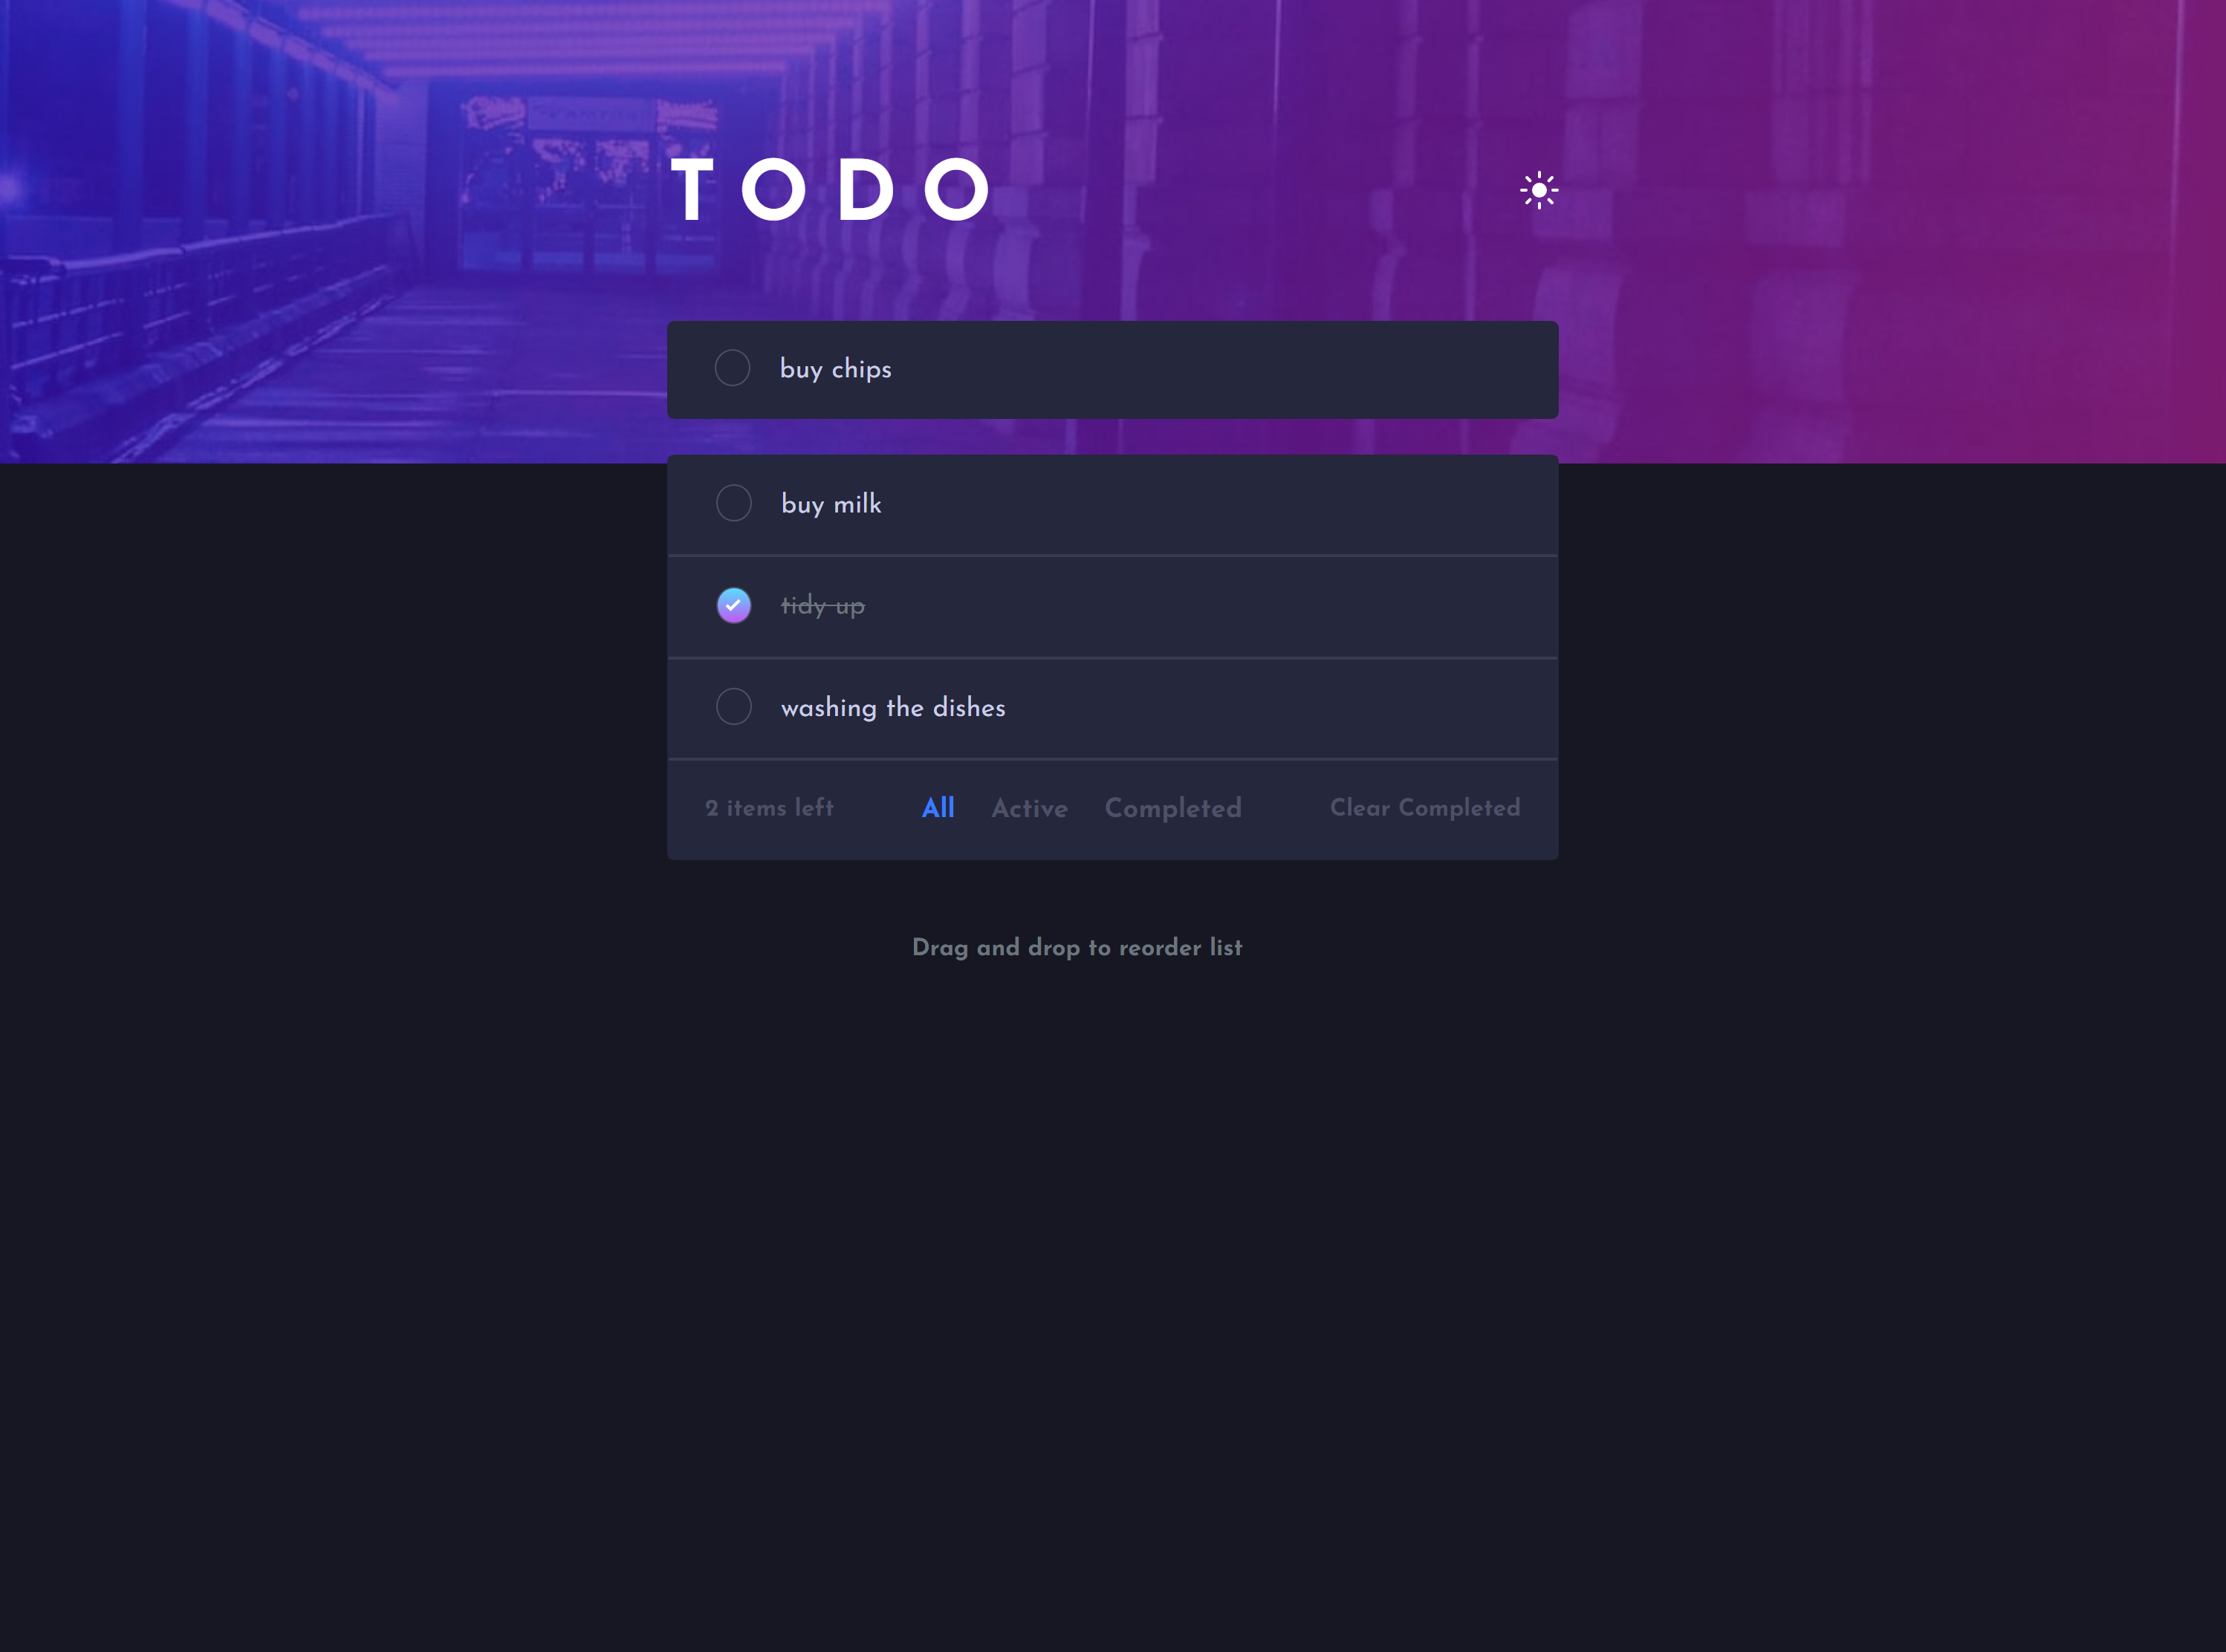 TODO
buy chips
buy milk
tidy up
washing the dishes
2 items left All Active Completed Clear Completed
Drag and drop to reorder list